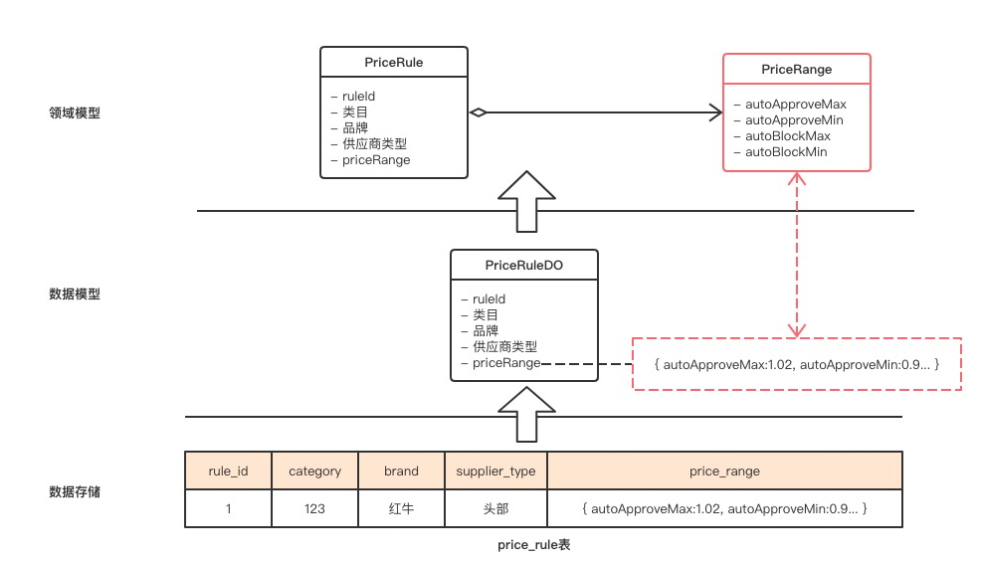 PriceRule
PriceRange
领域模型
– ruleId
– 类目
– 品牌
– 供应商类型
– priceRange
– autoApproveMax
– autoApproveMin
– autoBlockMax
– autoBlockMin
PriceRuleDO
数据模型
– ruleId
– 类目
– 品牌
– 供应商类型
– priceRange
{ autoApproveMax:1.02, autoApproveMin:0.9... }
数据存储
rule_id category brand supplier_type price_range
1 123 红牛 头部 { autoApproveMax:1.02, autoApproveMin:0.9... }
price_rule表